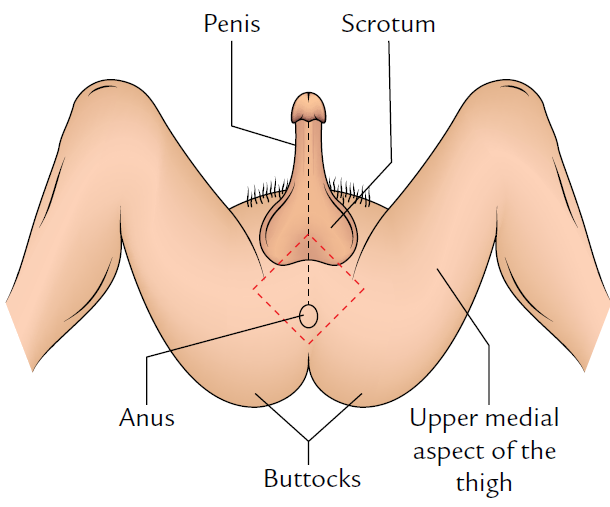 Penis
Scrotum
Anus
Buttocks
Upper medial
aspect of the
thigh